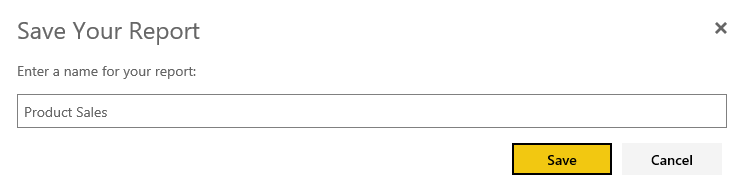 Save Your Report
Enter a name for your report:
Product Sales
Save
Cancel